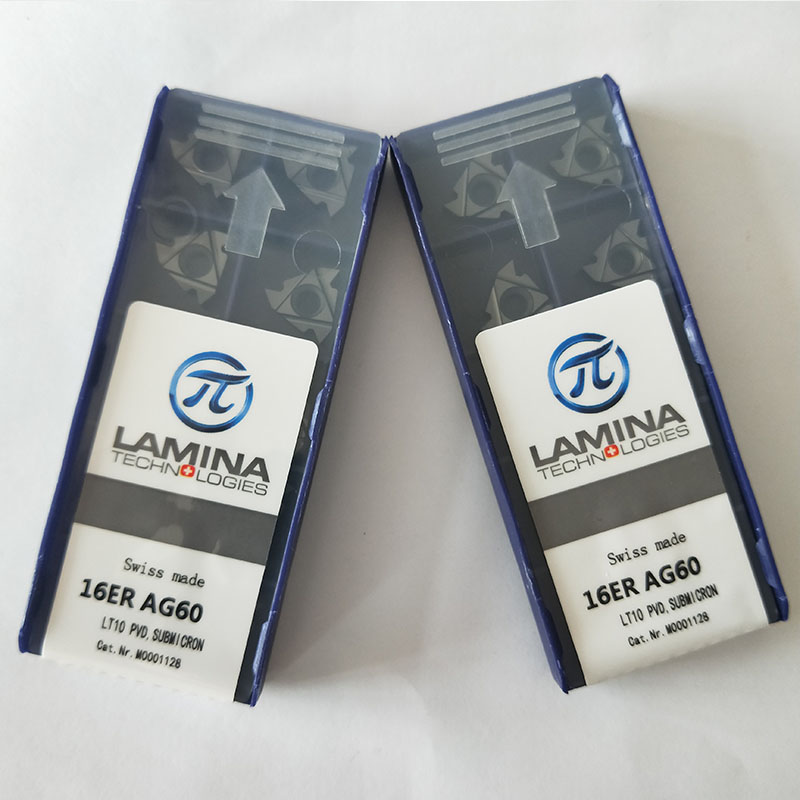 π
LAMINA
TECHNOLOGIES
Swiss made
16ER AG60
LT10 PVD, SUBMICRON
Cat. Nr. M0001128
π
LAMINA
TECHNOLOGIES
Swiss made
16ER AG60
LT10 PVD, SUBMICRON
Cat. Nr. M0001128